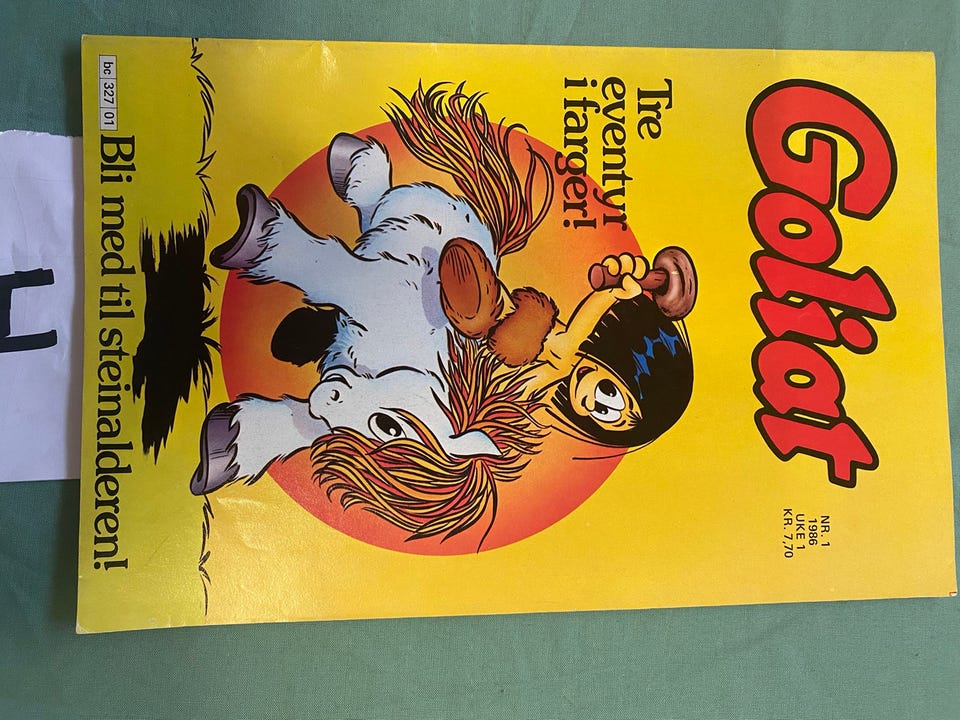 Goliat
NR. 1
1986
UKE 1
KR. 7,70
Tre
eventyr
i farger!
bc 327 01
Bli med til steinalderen!